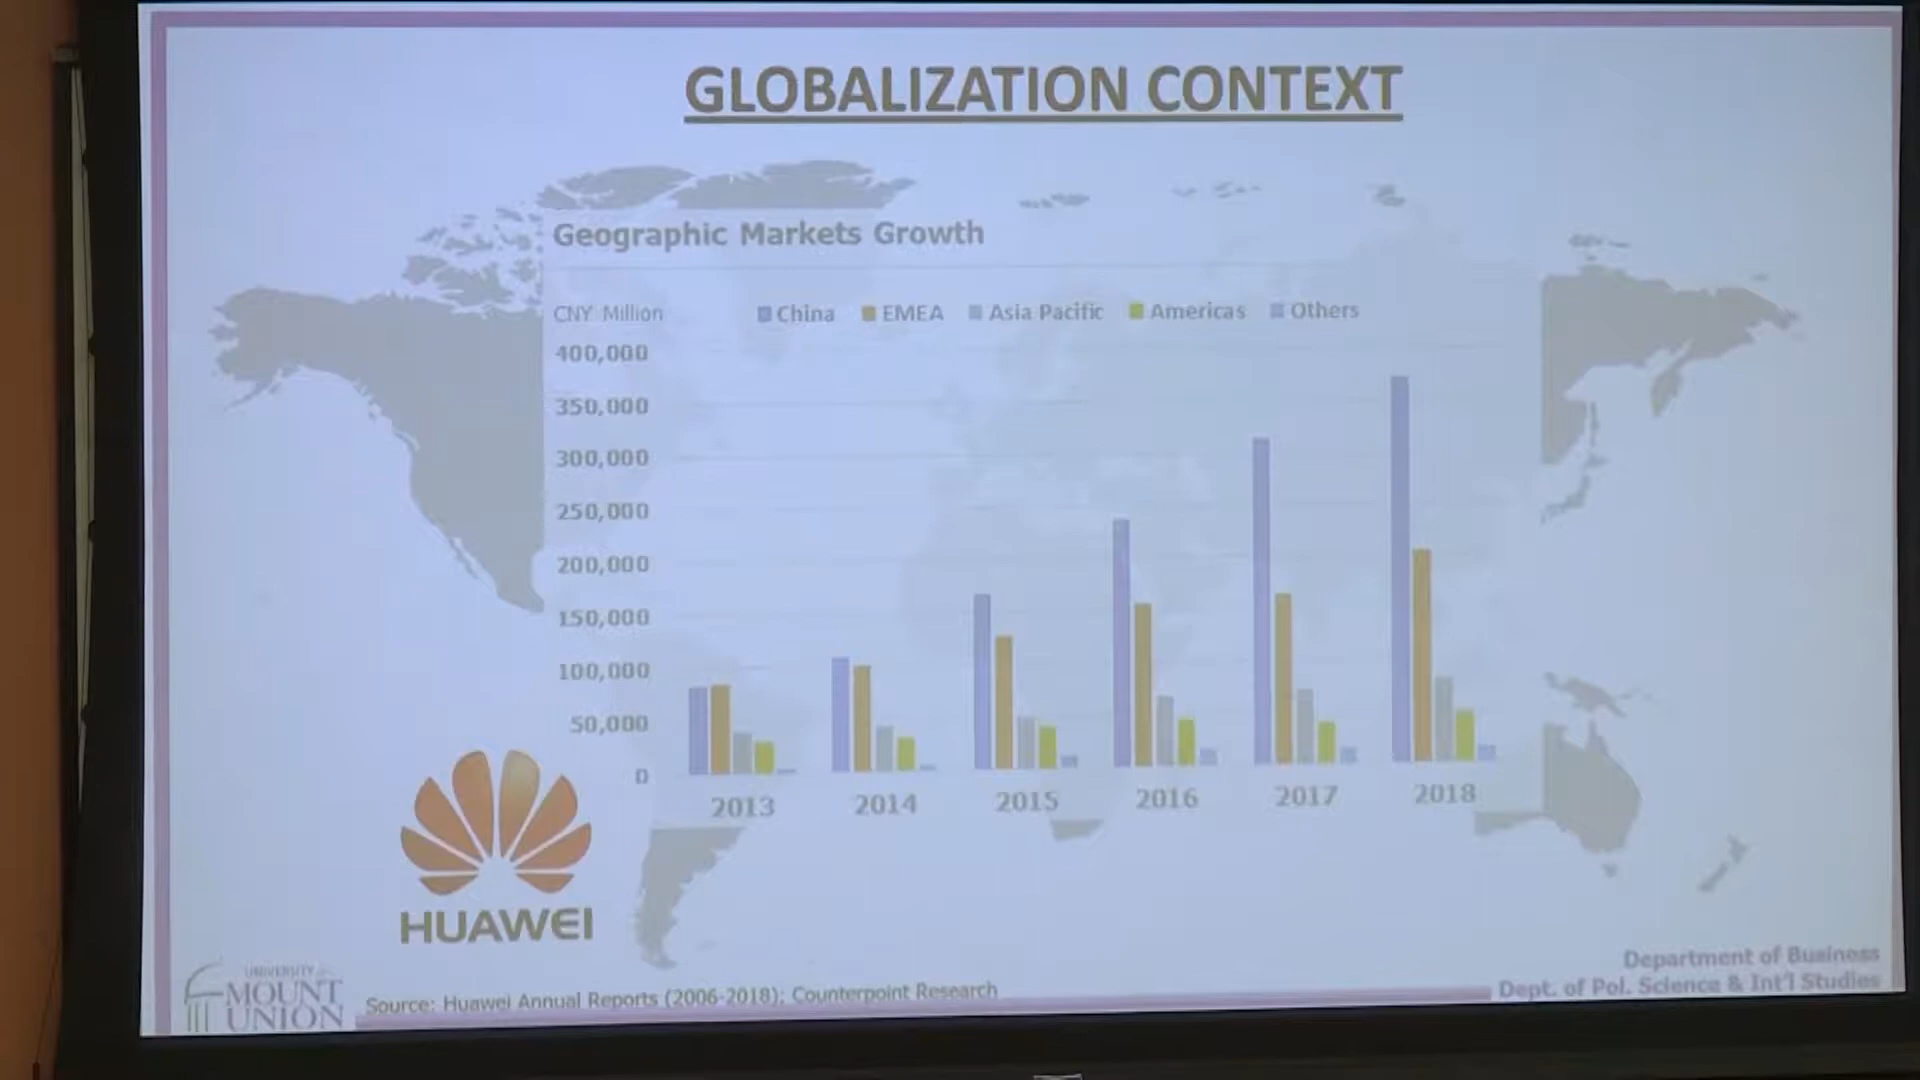 GLOBALIZATION CONTEXT
Geographic Markets Growth
CNY Million
China EMEA Asia Pacific Americas Others
400,000
350,000
300,000
250,000
200,000
150,000
100,000
50,000
0
2013 2014 2015 2016 2017 2018
HUAWEI
UNIVERSITY OF
MOUNT
UNION
Source: Huawei Annual Reports (2006-2018); Counterpoint Research
Department of Business
Dept. of Pol. Science & Int'l Studies